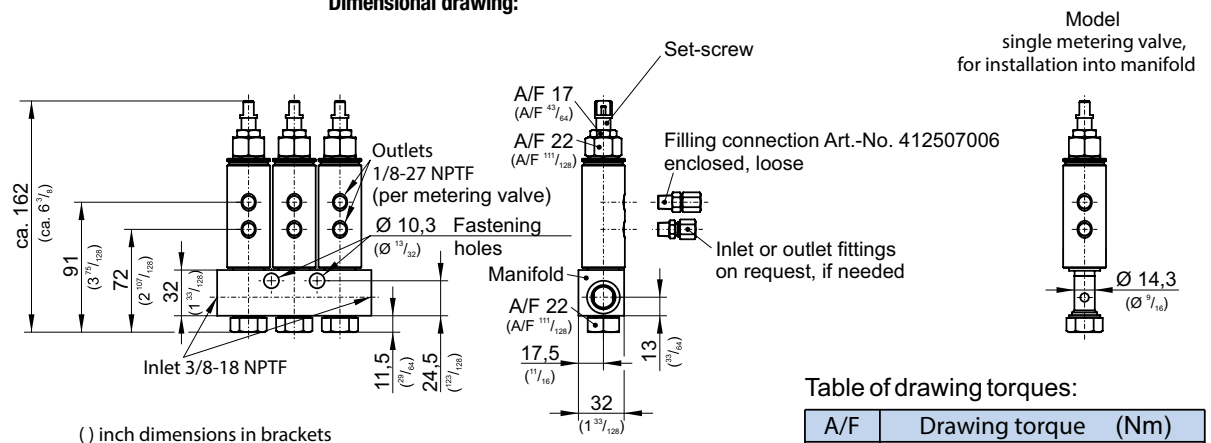 Dimensional drawing:
Model
single metering valve,
for installation into manifold
Set-screw
A/F 17
(A/F 43/64)
A/F 22
(A/F 111/128)
Filling connection Art.-No. 412507006
enclosed, loose
Outlets
1/8-27 NPTF
(per metering valve)
Ø 10,3 Fastening
(Ø 13/32) holes
Inlet or outlet fittings
on request, if needed
Manifold
A/F 22
(A/F 111/128)
ca. 162
(ca. 6 3/8)
91
(3 75/128)
72
(2 107/128)
32
(1 33/128)
Inlet 3/8-18 NPTF
11,5
(29/64)
24,5
(123/128)
17,5
(11/16)
13
(33/64)
32
(1 33/128)
Ø 14,3
(Ø 9/16)
() inch dimensions in brackets
Table of drawing torques:
A/F Drawing torque (Nm)